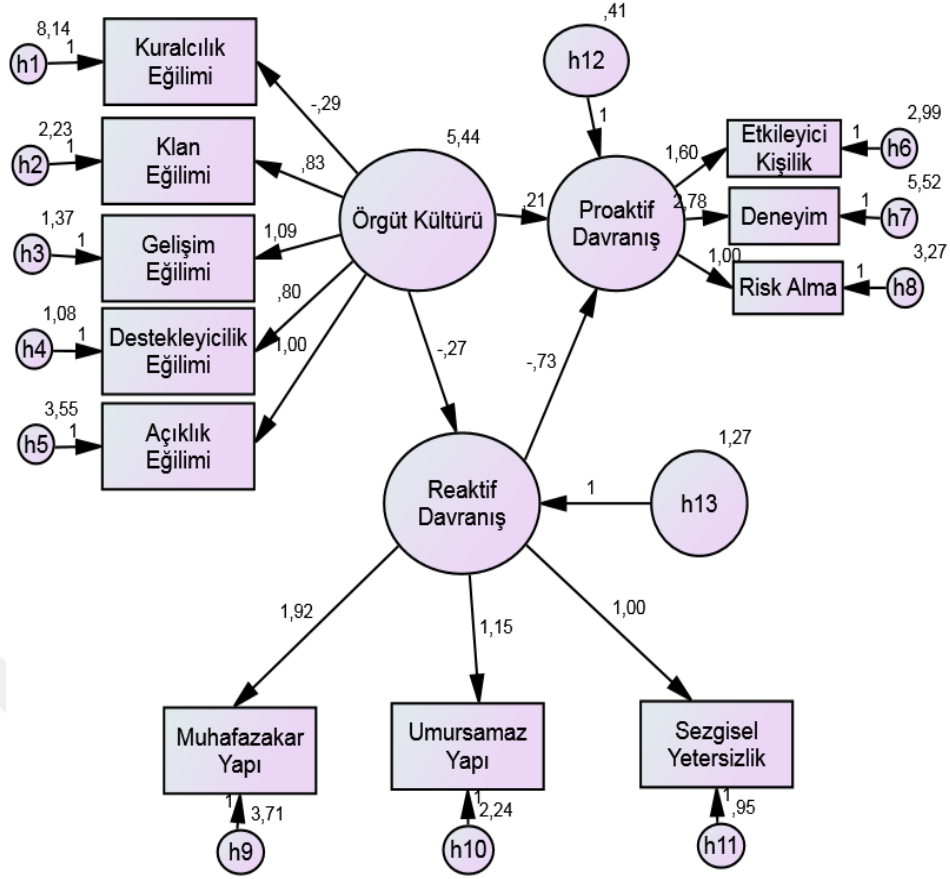 8,14
1
h1
Kuralcılık
Eğilimi
-,29
2,23
1
h2
Klan
Eğilimi
,83
1,37
1
h3
Gelişim
Eğilimi
1,09
1,08
1
h4
Destekleyicilik
Eğilimi
,80
3,55
1
h5
Açıklık
Eğilimi
1,00
5,44
Örgüt Kültürü
,21
-,27
,41
h12
1
Proaktif
Davranış
1,60
Etkileyici
Kişilik
1
2,99
h6
2,78
Deneyim
1
5,52
h7
1,00
Risk Alma
1
3,27
h8
-,73
Reaktif
Davranış
1
1,27
h13
1,92
1,15
1,00
Muhafazakar
Yapı
1
3,71
h9
Umursamaz
Yapı
1
2,24
h10
Sezgisel
Yetersizlik
1
,95
h11